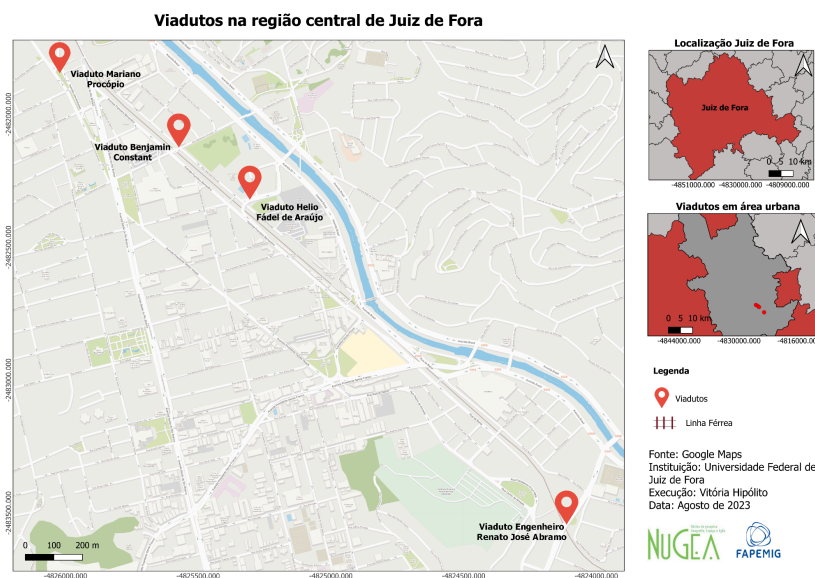 Viadutos na região central de Juiz de Fora
Viaduto Mariano
Procópio
Viaduto Benjamin
Constant
Viaduto Helio
Fádel de Araújo
Viaduto Engenheiro
Renato José Abramo
0 100 200 m
-2482000.000
-2482500.000
-2483000.000
-2483500.000
-4826000.000
-4825500.000
-4825000.000
-4824500.000
-4824000.000
Localização Juiz de Fora
Juiz de Fora
0 5 10 km
-4851000.000 -4830000.000 -4809000.000
Viadutos em área urbana
0 5 10 km
-4844000.000 -4830000.000 -4816000.00
Legenda
Viadutos
Linha Férrea
Fonte: Google Maps
Instituição: Universidade Federal de
Juiz de Fora
Execução: Vitória Hipólito
Data: Agosto de 2023
NUGEA
FAPEMIG